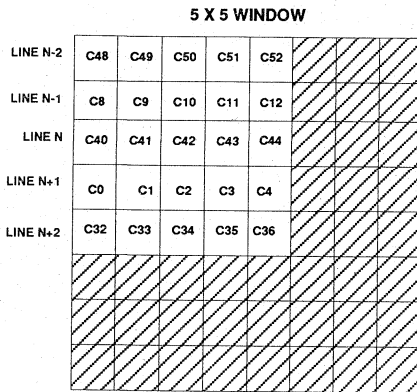 5 X 5 WINDOW
LINE N-2 C48 C49 C50 C51 C52
LINE N-1 C8 C9 C10 C11 C12
LINE N C40 C41 C42 C43 C44
LINE N+1 C0 C1 C2 C3 C4
LINE N+2 C32 C33 C34 C35 C36